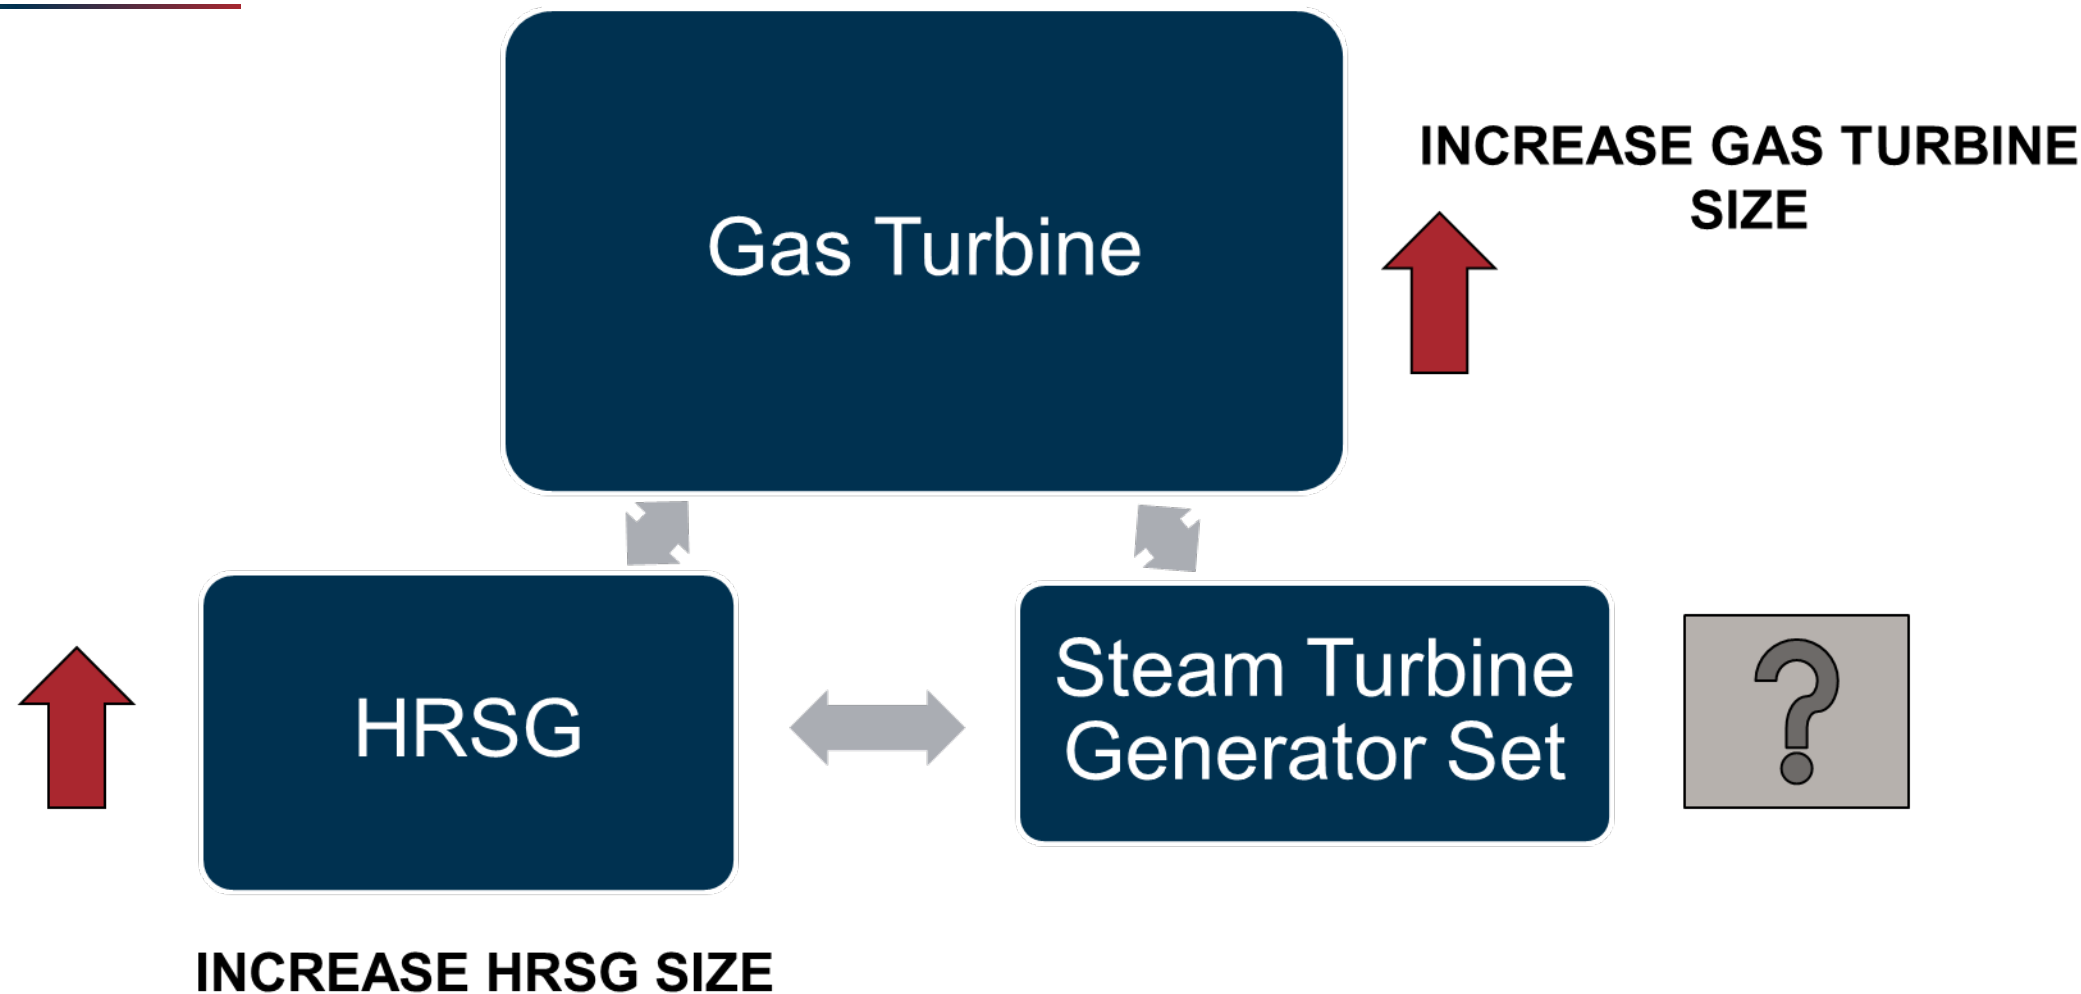 Gas Turbine
INCREASE GAS TURBINE
SIZE
HRSG
Steam Turbine
Generator Set
?
INCREASE HRSG SIZE